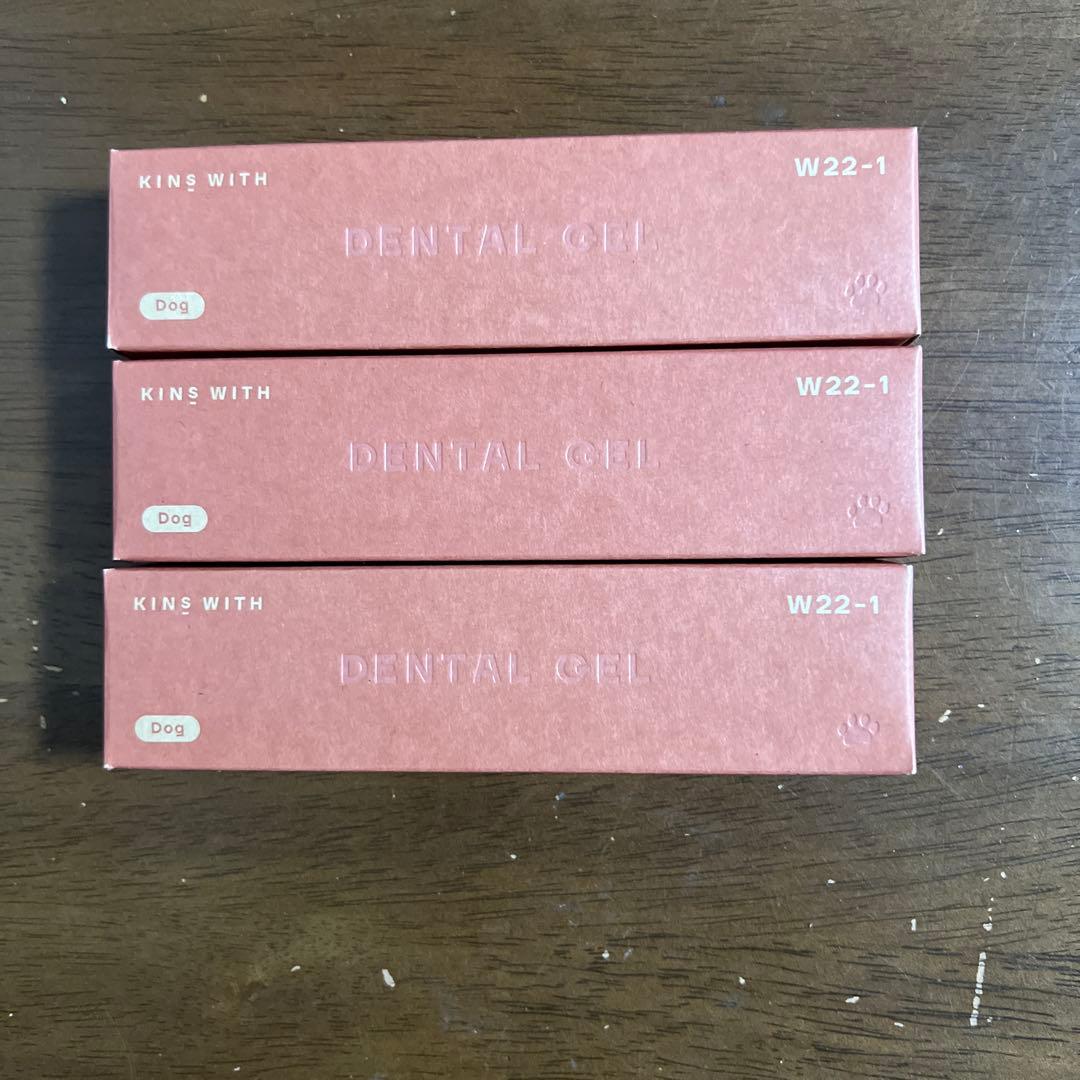 KINS WITH
W22-1
DENTAL GEL
Dog
KINS WITH
W22-1
DENTAL GEL
Dog
KINS WITH
W22-1
DENTAL GEL
Dog